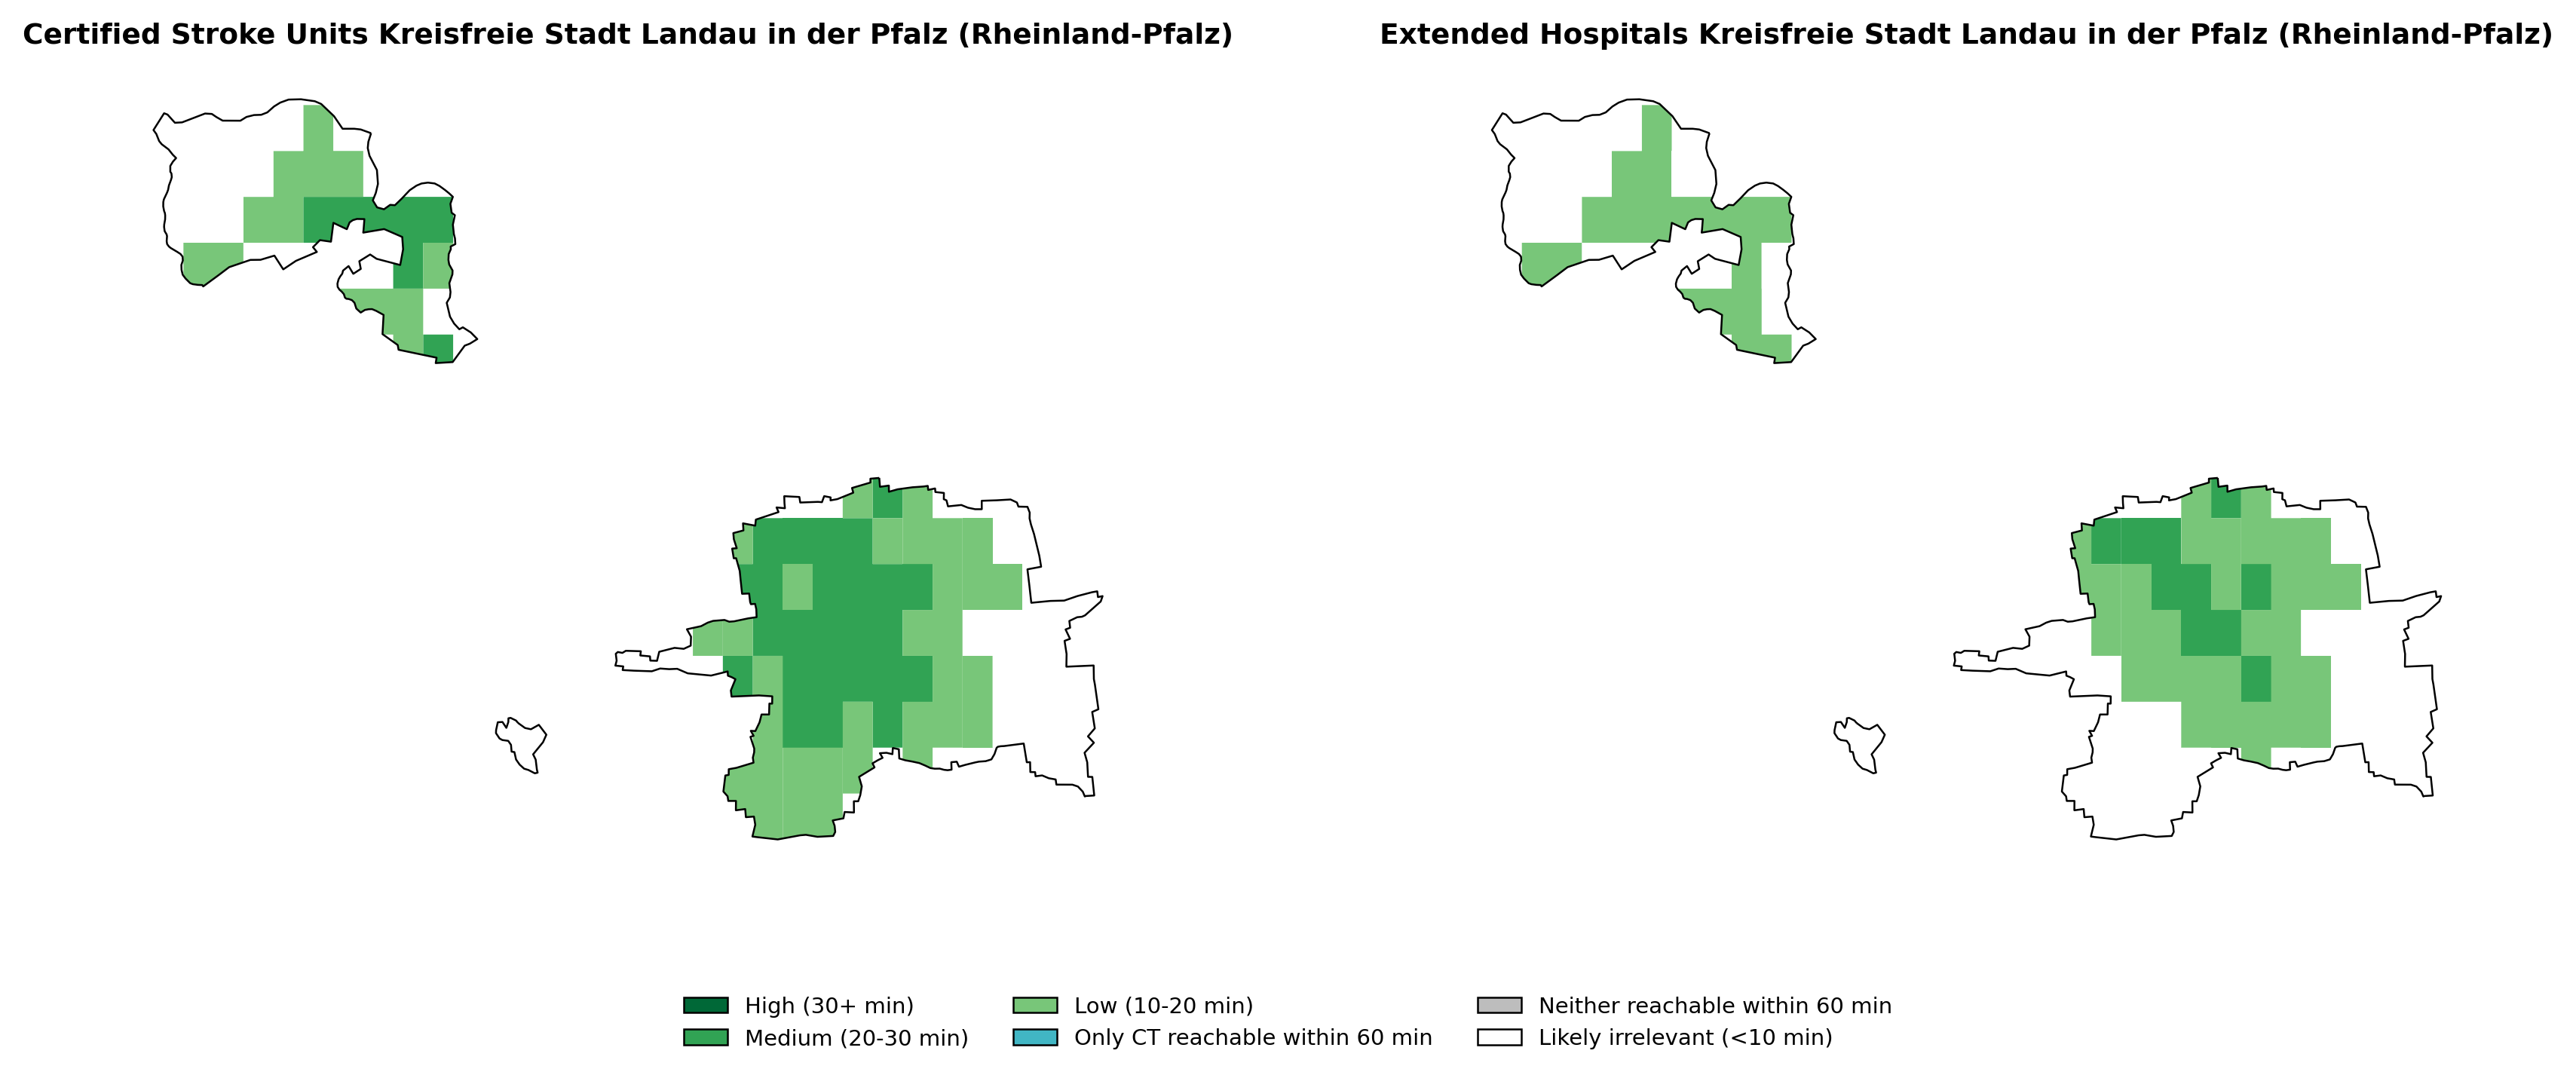 Certified Stroke Units Kreisfreie Stadt Landau in der Pfalz (Rheinland-Pfalz)
Extended Hospitals Kreisfreie Stadt Landau in der Pfalz (Rheinland-Pfalz)
High (30+ min)
Medium (20-30 min)
Low (10-20 min)
Only CT reachable within 60 min
Neither reachable within 60 min
Likely irrelevant (<10 min)